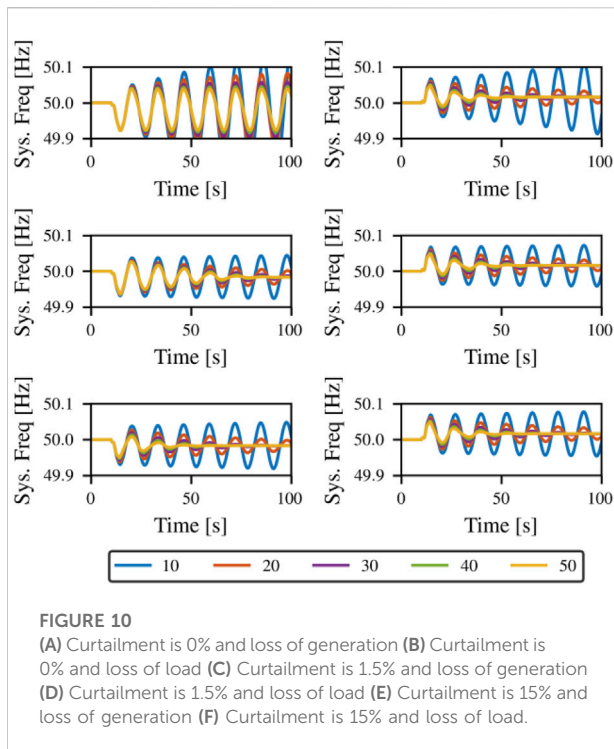 Sys. Freq [Hz]
50.1
50.0
49.9
0
50
100
Time [s]
Sys. Freq [Hz]
50.1
50.0
49.9
0
50
100
Time [s]
Sys. Freq [Hz]
50.1
50.0
49.9
0
50
100
Time [s]
Sys. Freq [Hz]
50.1
50.0
49.9
0
50
100
Time [s]
Sys. Freq [Hz]
50.1
50.0
49.9
0
50
100
Time [s]
Sys. Freq [Hz]
50.1
50.0
49.9
0
50
100
Time [s]
10 20 30 40 50
FIGURE 10
(A) Curtailment is 0% and loss of generation (B) Curtailment is
0% and loss of load (C) Curtailment is 1.5% and loss of generation
(D) Curtailment is 1.5% and loss of load (E) Curtailment is 15% and
loss of generation (F) Curtailment is 15% and loss of load.